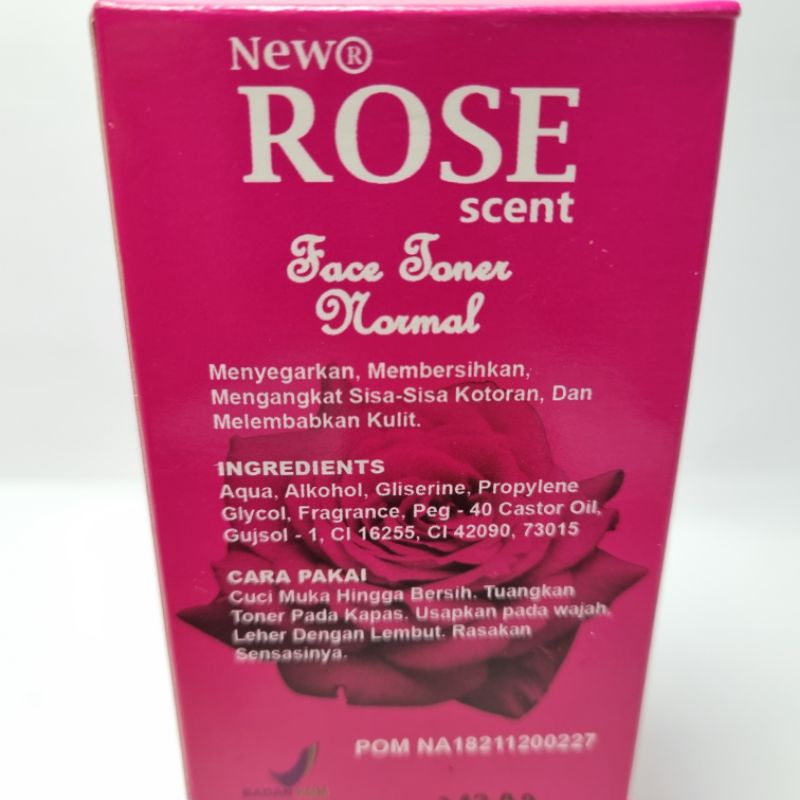 New®
ROSE
scent
Face Toner
Normal
Menyegarkan, Membersihkan,
Mengangkat Sisa-Sisa Kotoran, Dan
Melembabkan Kulit.
INGREDIENTS
Aqua, Alkohol, Gliserine, Propylene
Glycol, Fragrance, Peg - 40 Castor Oil,
Gujsol - 1, CI 16255, CI 42090, 73015
CARA PAKAI
Cuci Muka Hingga Bersih. Tuangkan
Toner Pada Kapas. Usapkan pada wajah,
Leher Dengan Lembut. Rasakan
Sensasinya.
POM NA18211200227
BADAN POM